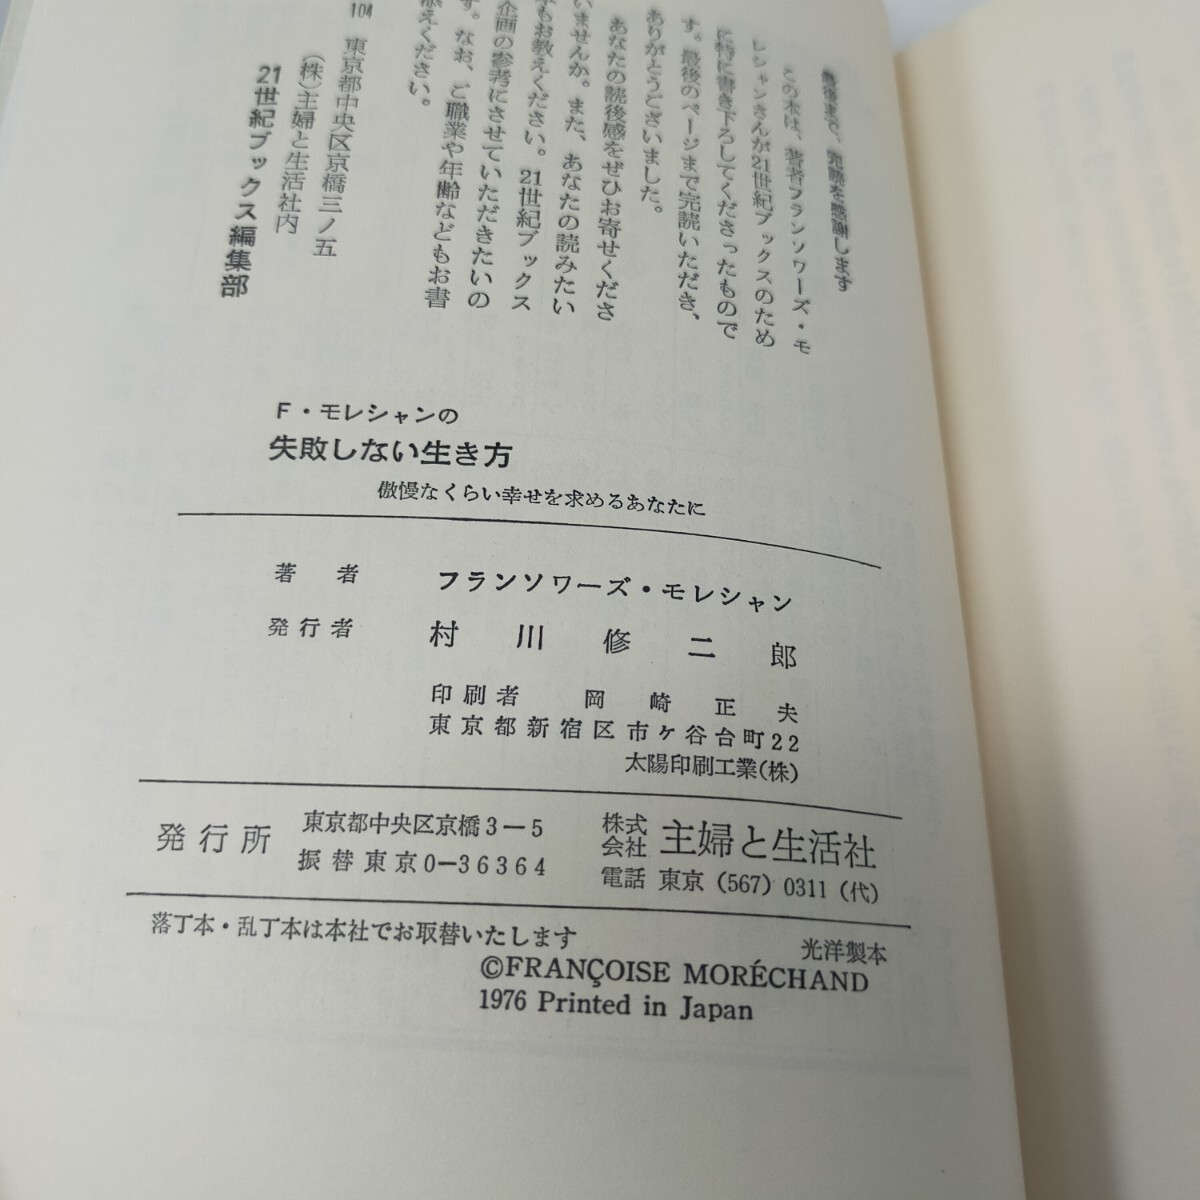 最後まで、完読を感謝します
この本は、著者フランソワーズ・モ
レシャンさんが21世紀ブックスのため
に特に書き下ろしてくださったもので
す。最後のページまで完読いただき、
ありがとうございました。
あなたの読後感をぜひお寄せくださ
いませんか。また、あなたの読みたい
もお教えください。21世紀ブックス
企画の参考にさせていただきたいの
す。なお、ご職業や年齢などもお書
添えください。
104 東京都中央区京橋三ノ五
(株)主婦と生活社内
21世紀ブックス編集部
F・モレシャンの
失敗しない生き方
傲慢なくらい幸せを求めるあなたに
著者 フランソワーズ・モレシャン
発行者 村川修二郎
印刷者 岡崎正夫
東京都新宿区市ケ谷台町22
太陽印刷工業(株)
発行所 東京都中央区京橋3-5 株式会社 主婦と生活社
振替東京0-36364 電話 東京 (567) 0311 (代)
落丁本・乱丁本は本社でお取替いたします 光洋製本
©FRANÇOISE MORÉCHAND
1976 Printed in Japan